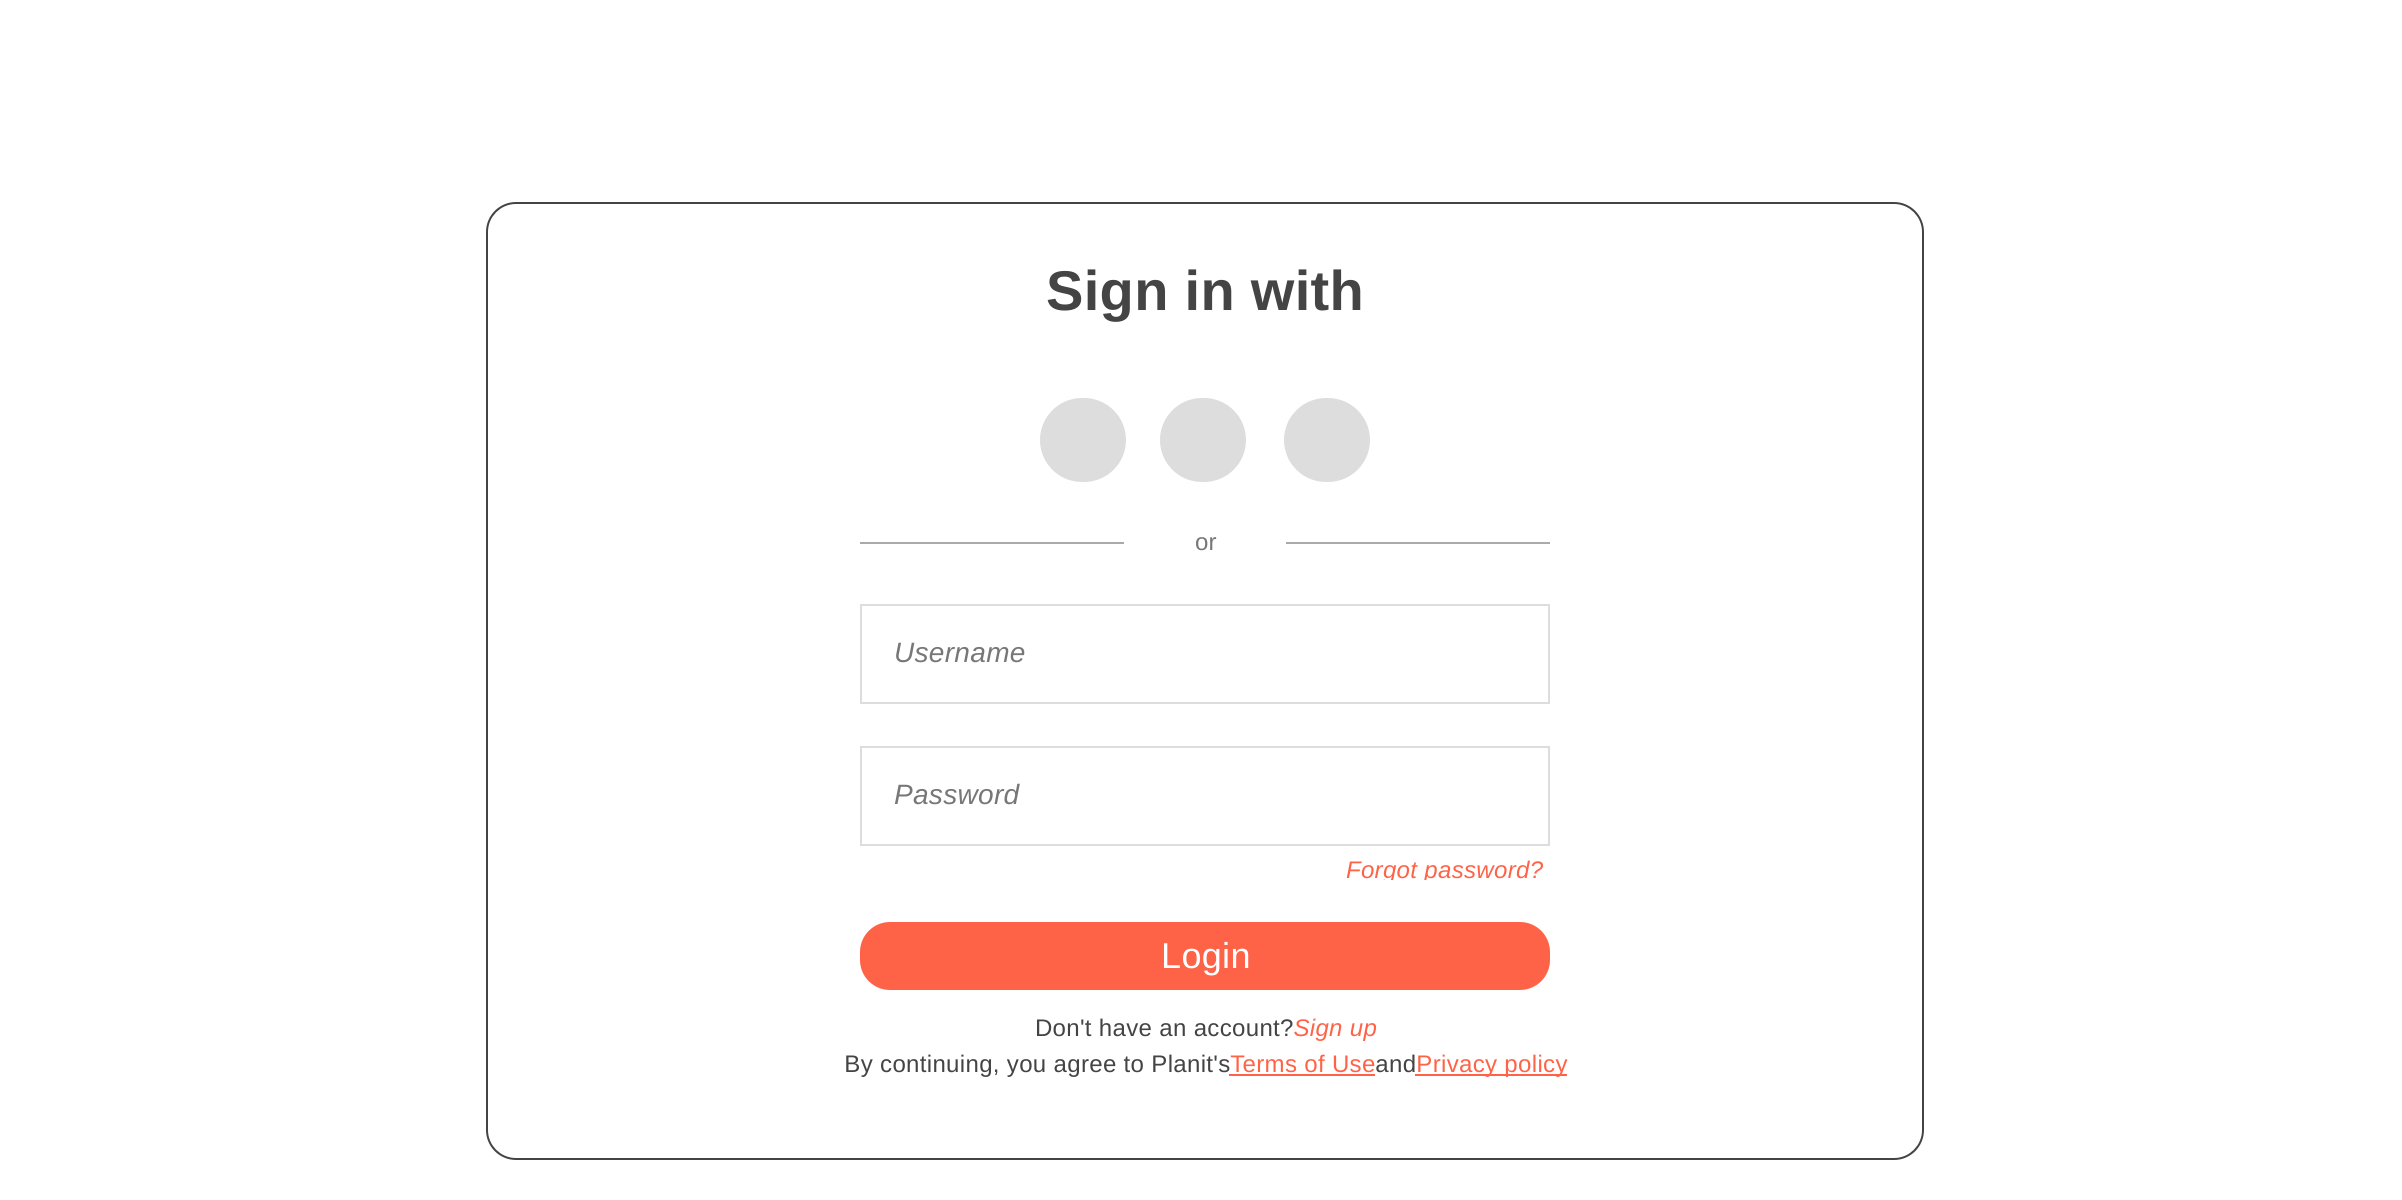 Sign in with
or
Username
Password
Forgot password?
Login
Don't have an account?Sign up
By continuing, you agree to Planit'sTerms of UseandPrivacy policy